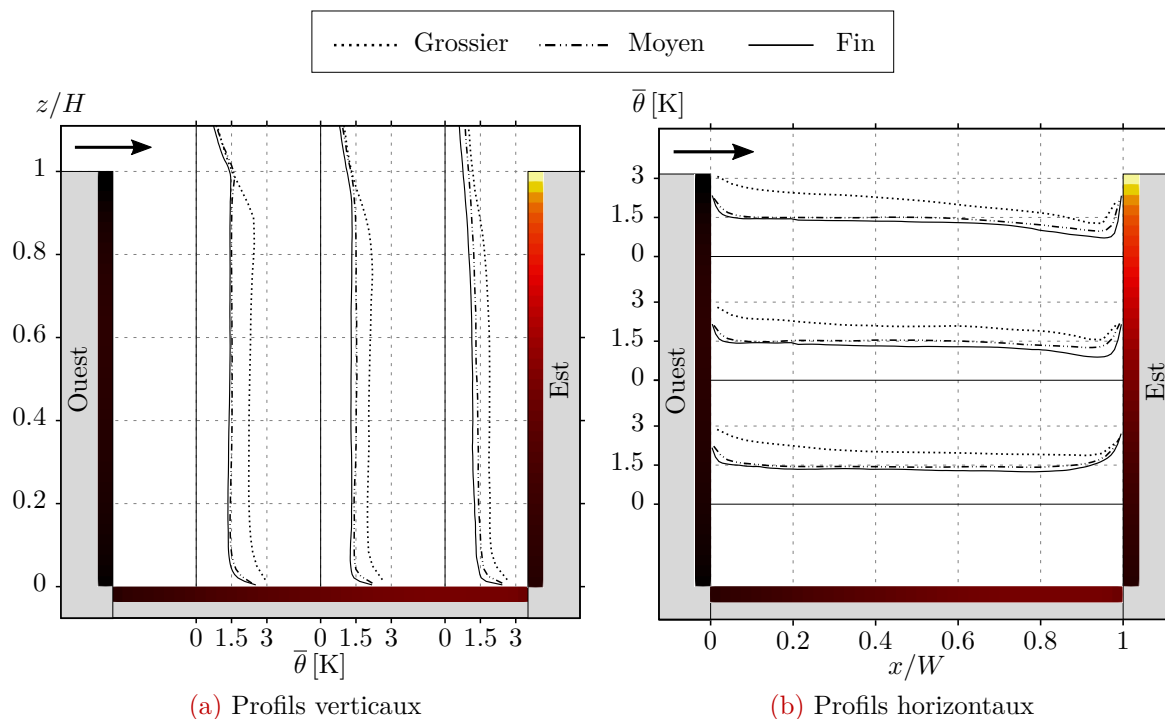 Grossier Moyen Fin
z/H
1
0.8
0.6
0.4
0.2
0
Ouest
Est
0 1.5 3 0 1.5 3 0 1.5 3
θ̅ [K]
(a) Profils verticaux
θ̅ [K]
3
1.5
0
3
1.5
0
3
1.5
0
Ouest
Est
0 0.2 0.4 0.6 0.8 1
x/W
(b) Profils horizontaux